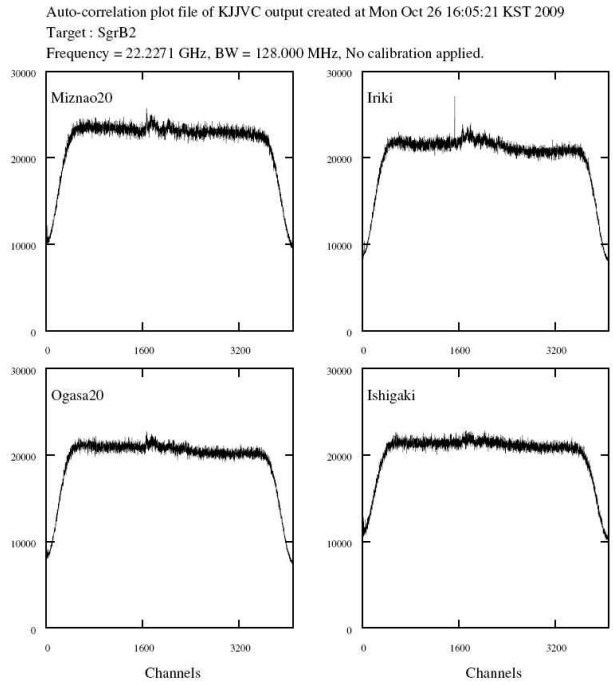 Auto-correlation plot file of KJJVC output created at Mon Oct 26 16:05:21 KST 2009
Target : SgrB2
Frequency = 22.2271 GHz, BW = 128.000 MHz, No calibration applied.
30000
Miznao20
20000
10000
0
0 1600 3200
30000
Iriki
20000
10000
0
0 1600 3200
30000
Ogasa20
20000
10000
0
0 1600 3200
Channels
30000
Ishigaki
20000
10000
0
0 1600 3200
Channels